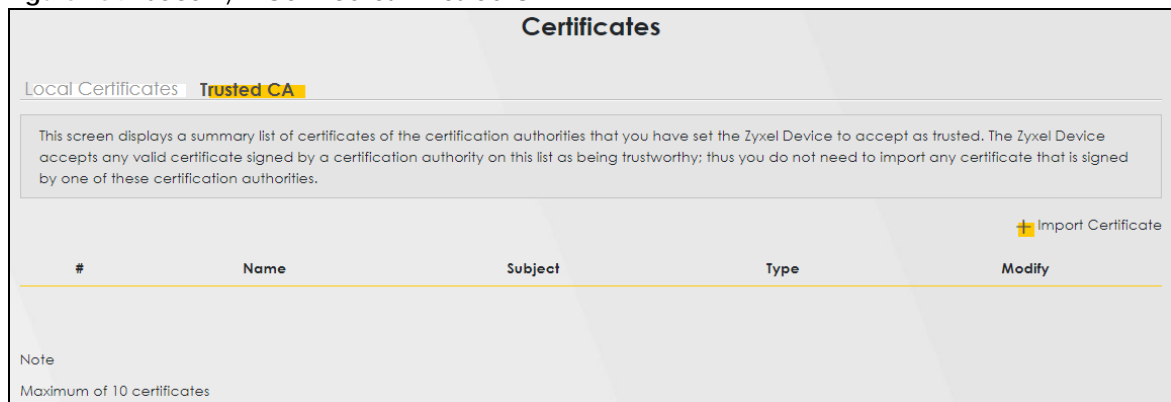 Certificates
Local Certificates Trusted CA
This screen displays a summary list of certificates of the certification authorities that you have set the Zyxel Device to accept as trusted. The Zyxel Device
accepts any valid certificate signed by a certification authority on this list as being trustworthy; thus you do not need to import any certificate that is signed
by one of these certification authorities.
+ Import Certificate
# Name Subject Type Modify
Note
Maximum of 10 certificates